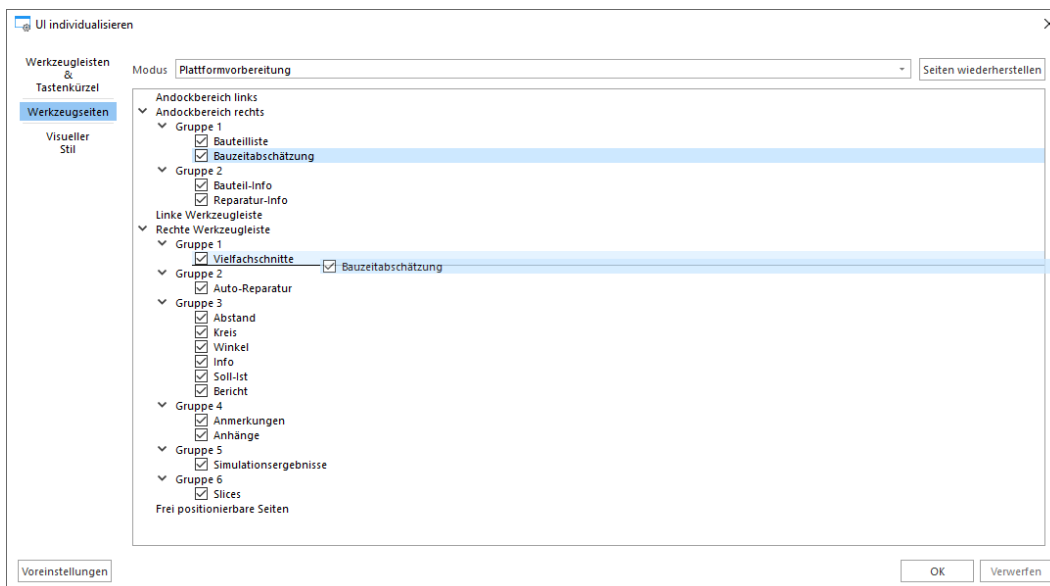 UI individualisieren
Werkzeugleisten
&
Tastenkürzel
Werkzeugseiten
Visueller
Stil
Modus Plattformvorbereitung
Seiten wiederherstellen
Andockbereich links
Andockbereich rechts
Gruppe 1
Bauteilliste
Bauzeitabschätzung
Gruppe 2
Bauteil-Info
Reparatur-Info
Linke Werkzeugleiste
Rechte Werkzeugleiste
Gruppe 1
Vielfachschnitte
Bauzeitabschätzung
Gruppe 2
Auto-Reparatur
Gruppe 3
Abstand
Kreis
Winkel
Info
Soll-Ist
Bericht
Gruppe 4
Anmerkungen
Anhänge
Gruppe 5
Simulationsergebnisse
Gruppe 6
Slices
Frei positionierbare Seiten
Voreinstellungen
OK
Verwerfen